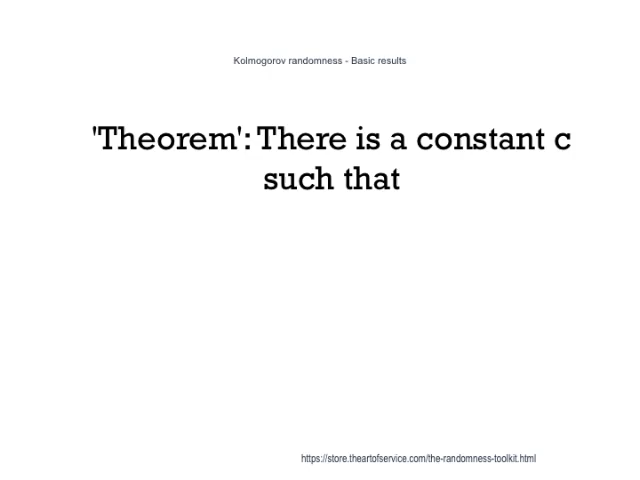 Kolmogorov randomness - Basic results
'Theorem': There is a constant c
such that
https://store.theartofservice.com/the-randomness-toolkit.html